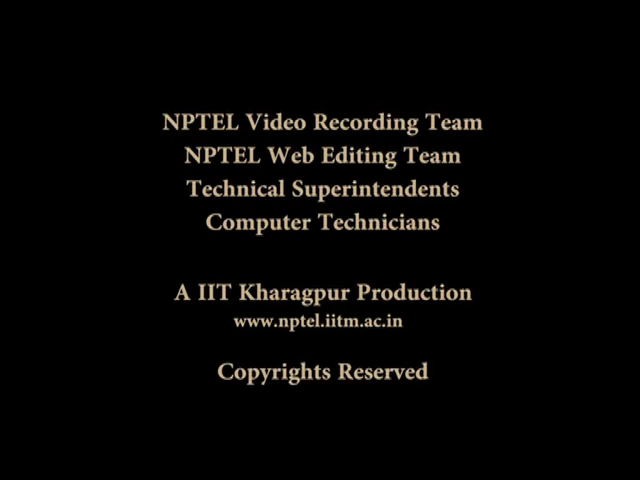 NPTEL Video Recording Team
NPTEL Web Editing Team
Technical Superintendents
Computer Technicians
A IIT Kharagpur Production
www.nptel.iitm.ac.in
Copyrights Reserved